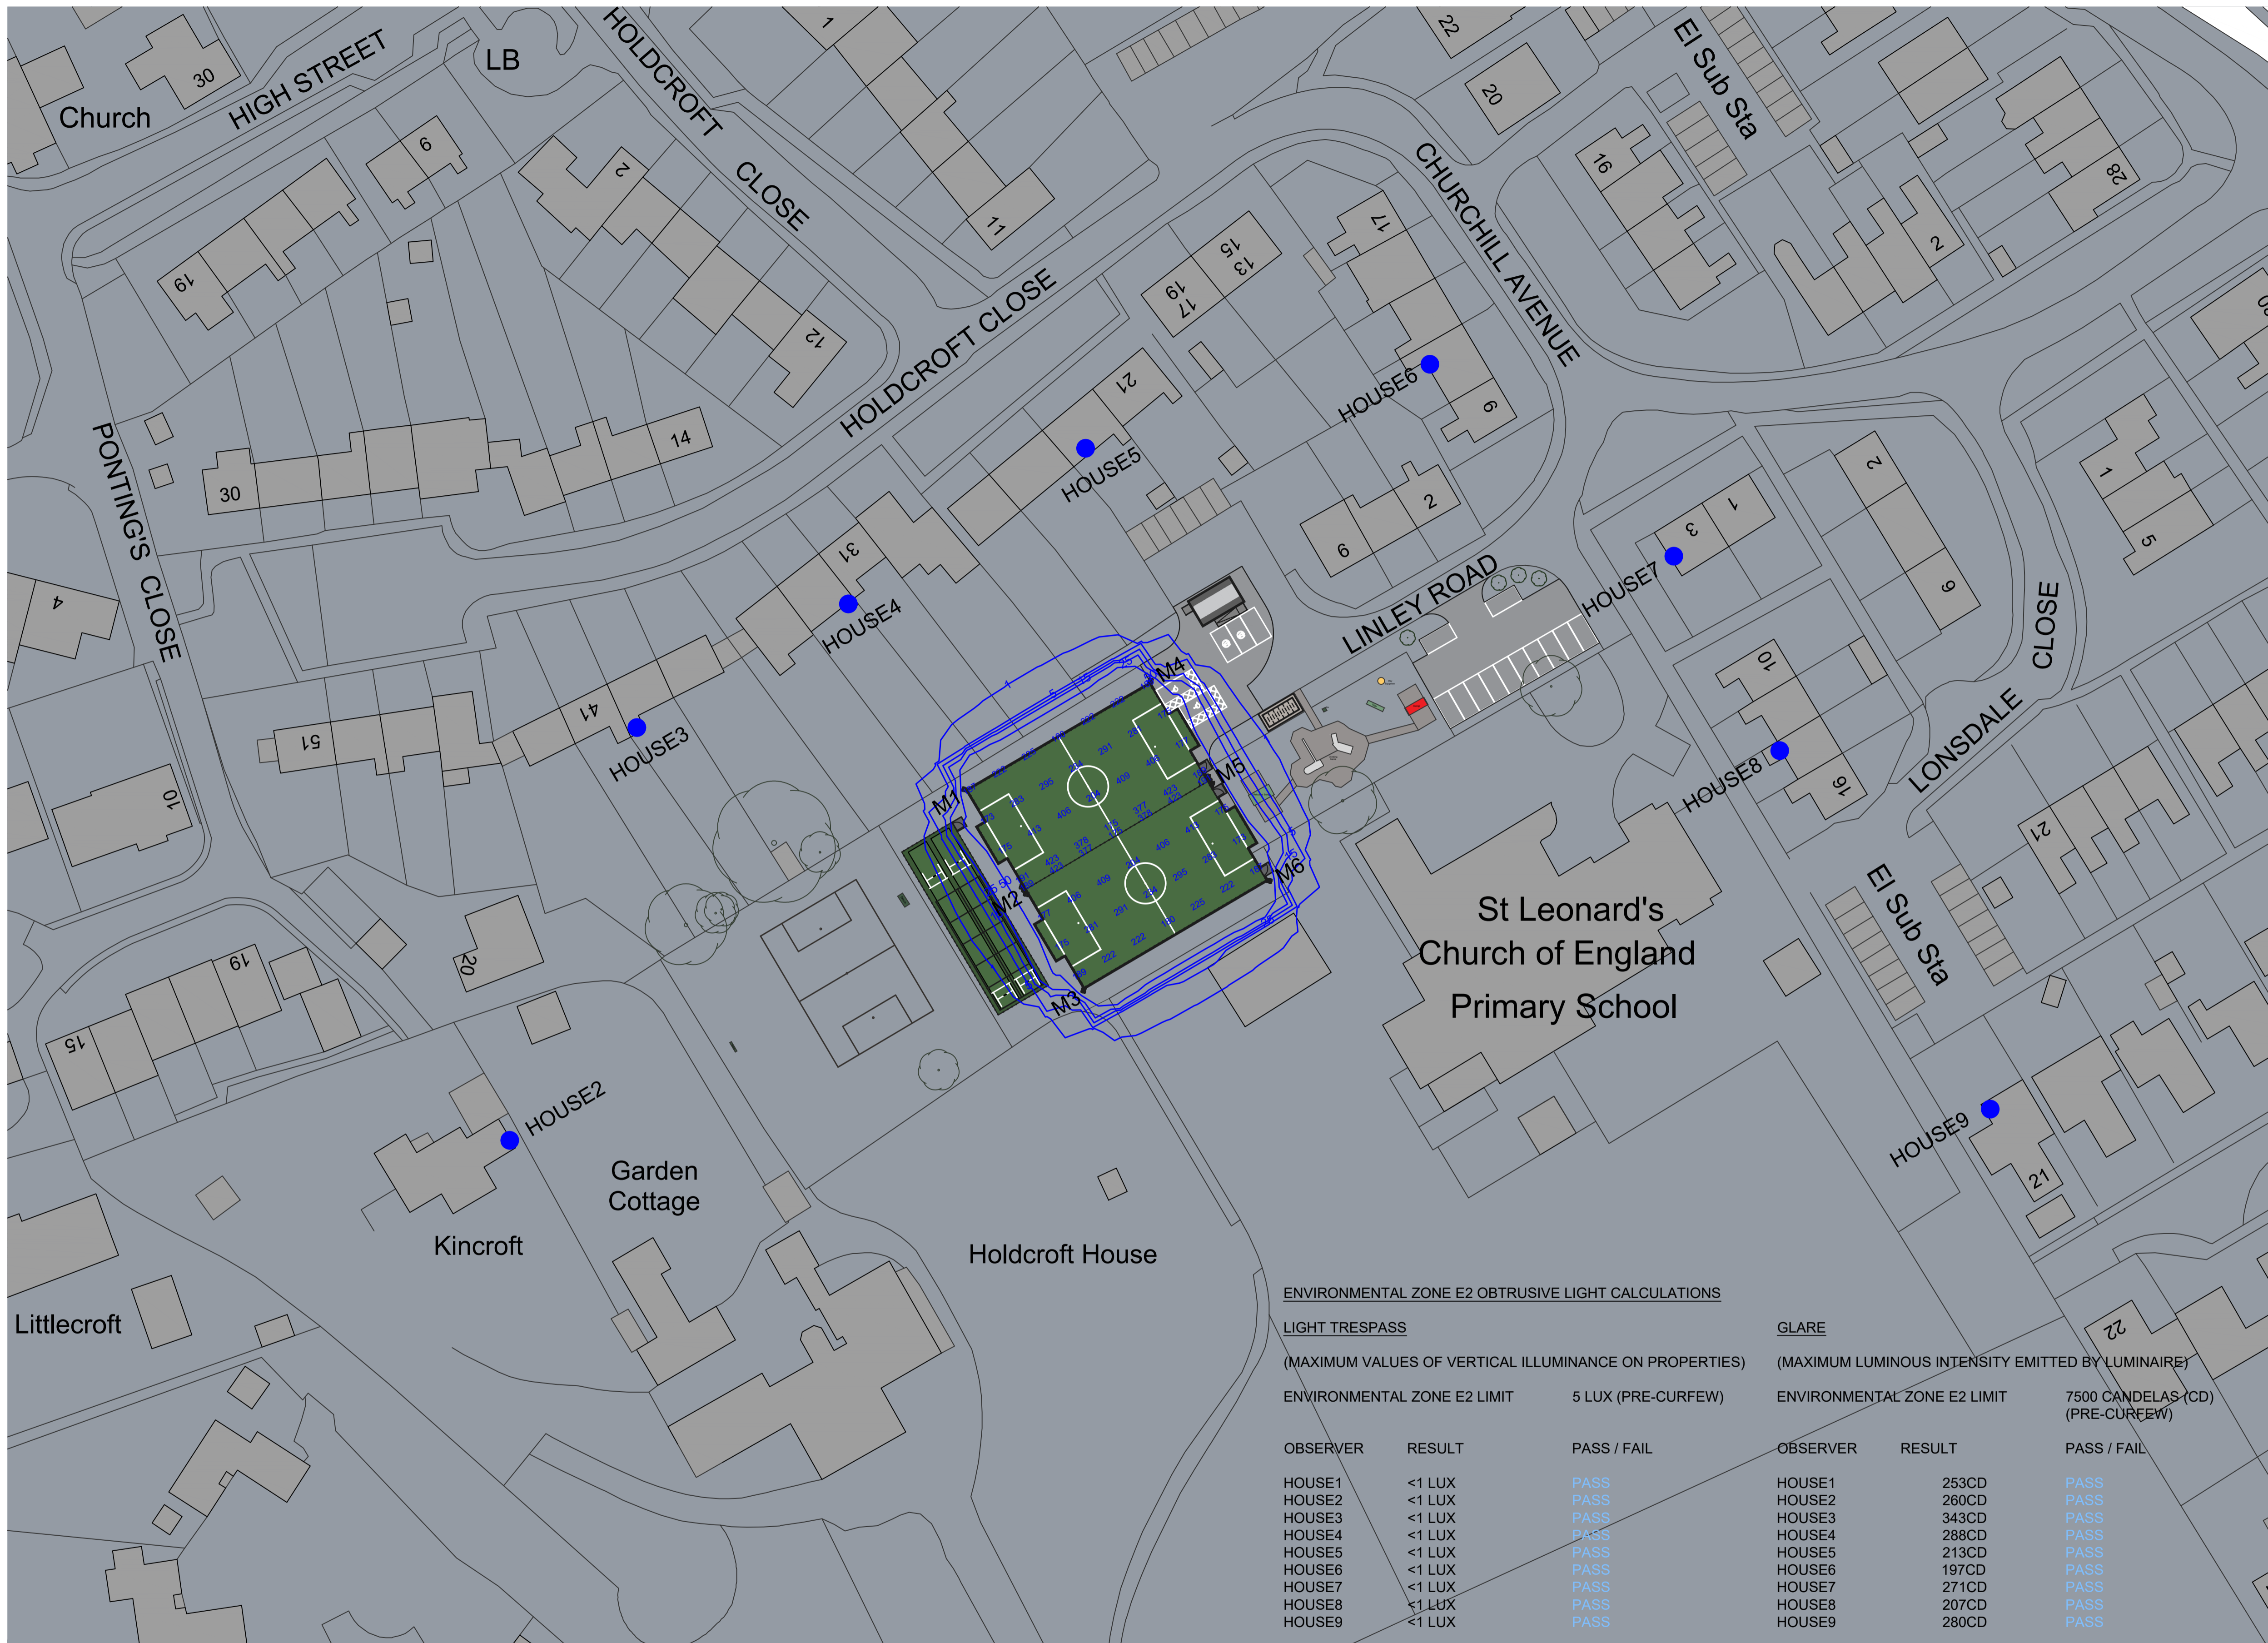 HIGH STREET
LB
HOLDCROFT
CLOSE
Church
30
9
19
2
12
1
11
22
20
El Sub Sta
16
2
28
CHURCHILL AVENUE
15
13
19
17
17
HOLDCROFT CLOSE
21
HOUSE5
HOUSE6
9
2
9
14
30
PONTING'S CLOSE
4
31
HOUSE4
41
HOUSE3
51
10
LINLEY ROAD
HOUSE7
3
1
2
9
1
5
LONSDALE
CLOSE
10
16
HOUSE8
21
El Sub Sta
M1
M2
M3
M4
M5
M6
1
5
15
St Leonard's
Church of England
Primary School
20
19
15
HOUSE2
Garden
Cottage
Kincroft
Holdcroft House
Littlecroft
HOUSE9
21
22
ENVIRONMENTAL ZONE E2 OBTRUSIVE LIGHT CALCULATIONS
LIGHT TRESPASS
(MAXIMUM VALUES OF VERTICAL ILLUMINANCE ON PROPERTIES)
ENVIRONMENTAL ZONE E2 LIMIT 5 LUX (PRE-CURFEW)
OBSERVER RESULT PASS / FAIL
HOUSE1 <1 LUX PASS
HOUSE2 <1 LUX PASS
HOUSE3 <1 LUX PASS
HOUSE4 <1 LUX PASS
HOUSE5 <1 LUX PASS
HOUSE6 <1 LUX PASS
HOUSE7 <1 LUX PASS
HOUSE8 <1 LUX PASS
HOUSE9 <1 LUX PASS
GLARE
(MAXIMUM LUMINOUS INTENSITY EMITTED BY LUMINAIRE)
ENVIRONMENTAL ZONE E2 LIMIT 7500 CANDELAS (CD)
(PRE-CURFEW)
OBSERVER RESULT PASS / FAIL
HOUSE1 253CD PASS
HOUSE2 260CD PASS
HOUSE3 343CD PASS
HOUSE4 288CD PASS
HOUSE5 213CD PASS
HOUSE6 197CD PASS
HOUSE7 271CD PASS
HOUSE8 207CD PASS
HOUSE9 280CD PASS